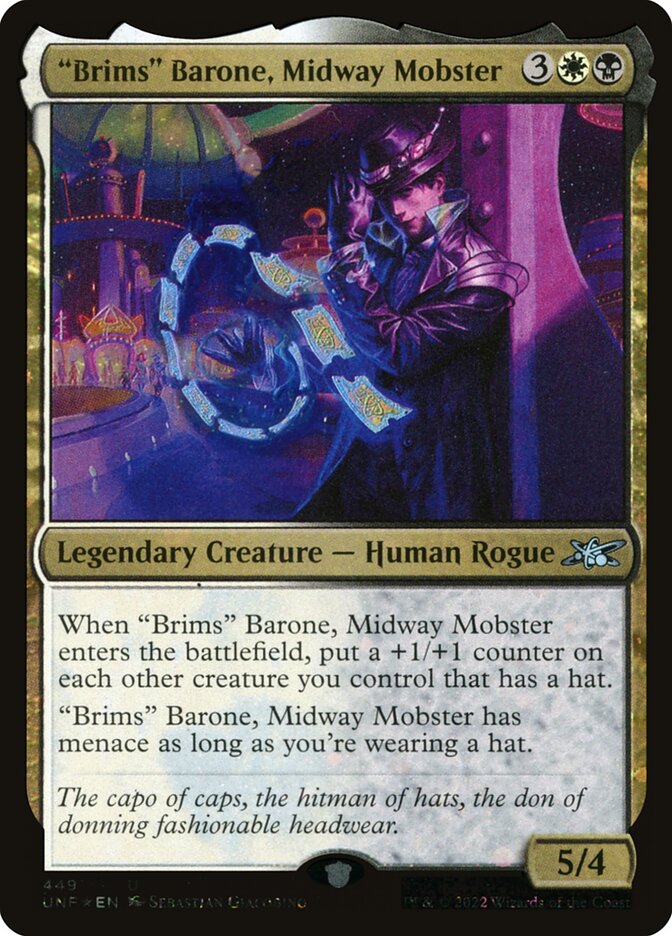 “Brims” Barone, Midway Mobster 3
Legendary Creature — Human Rogue
When “Brims” Barone, Midway Mobster
enters the battlefield, put a +1/+1 counter on
each other creature you control that has a hat.
“Brims” Barone, Midway Mobster has
menace as long as you’re wearing a hat.
The capo of caps, the hitman of hats, the don of
donning fashionable headwear.
5/4
449 U
UNF ★ EN Sebastian Giacobino
™ & © 2022 Wizards of the Coast